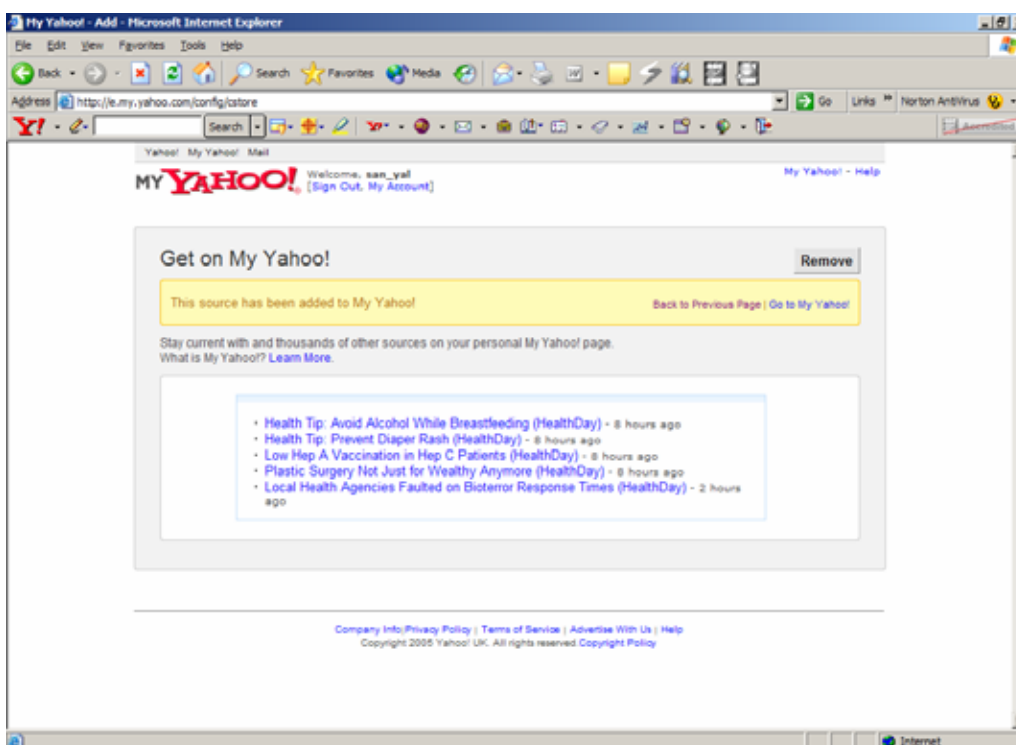 My Yahoo! - Add - Microsoft Internet Explorer
File Edit View Favorites Tools Help
Back Search Favorites Media
Address http://e.my.yahoo.com/config/cstore Go Links » Norton AntiVirus
Y! Search
Yahoo! My Yahoo! Mail
MY YAHOO! Welcome, san_yal My Yahoo! - Help
[Sign Out, My Account]
Get on My Yahoo! Remove
This source has been added to My Yahoo! Back to Previous Page | Go to My Yahoo!
Stay current with and thousands of other sources on your personal My Yahoo! page.
What is My Yahoo!? Learn More.
· Health Tip: Avoid Alcohol While Breastfeeding (HealthDay) - 8 hours ago
· Health Tip: Prevent Diaper Rash (HealthDay) - 8 hours ago
· Low Hep A Vaccination in Hep C Patients (HealthDay) - 8 hours ago
· Plastic Surgery Not Just for Wealthy Anymore (HealthDay) - 8 hours ago
· Local Health Agencies Faulted on Bioterror Response Times (HealthDay) - 2 hours
ago
Company Info|Privacy Policy | Terms of Service | Advertise With Us | Help
Copyright 2005 Yahoo! UK. All rights reserved Copyright Policy
Internet